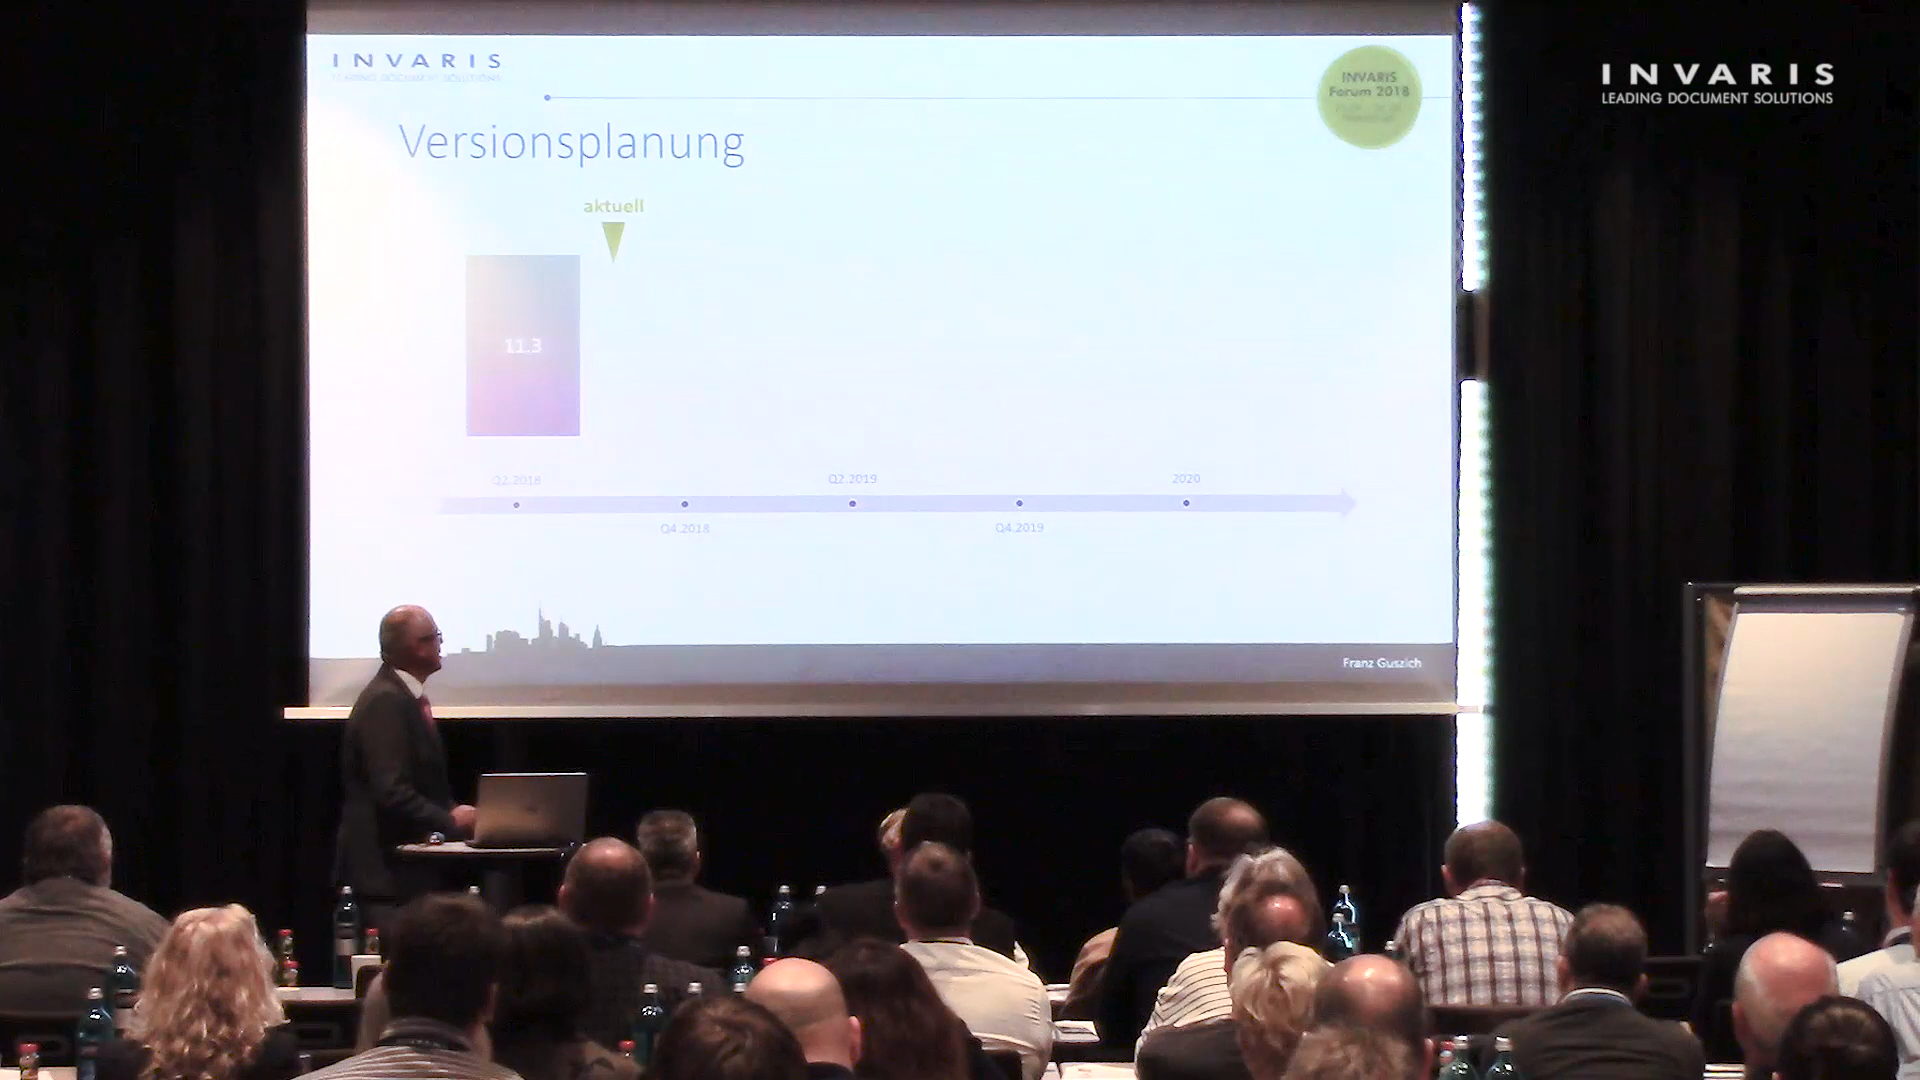 INVARIS
LEADING DOCUMENT SOLUTIONS
INVARIS
Forum 2018
INVARIS
LEADING DOCUMENT SOLUTIONS
Versionsplanung
aktuell
11.3
Q2.2018
Q2.2019
2020
Q4.2018
Q4.2019
Franz Guszich